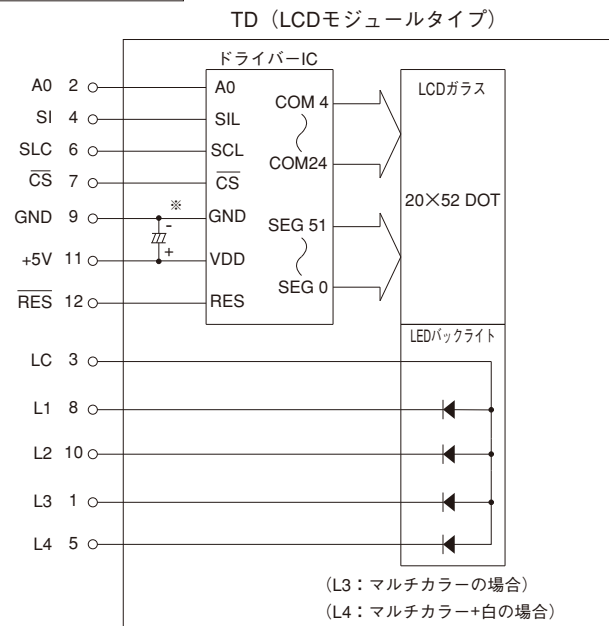 TD（LCDモジュールタイプ）
ドライバーIC
A0 2 A0
SI 4 SIL
SLC 6 SCL
CS 7 CS
GND 9 GND
+5V 11 VDD
RES 12 RES
※
-
+
COM 4
COM24
SEG 51
SEG 0
LCDガラス
20×52 DOT
LEDバックライト
LC 3
L1 8
L2 10
L3 1
L4 5
（L3：マルチカラーの場合）
（L4：マルチカラー+白の場合）